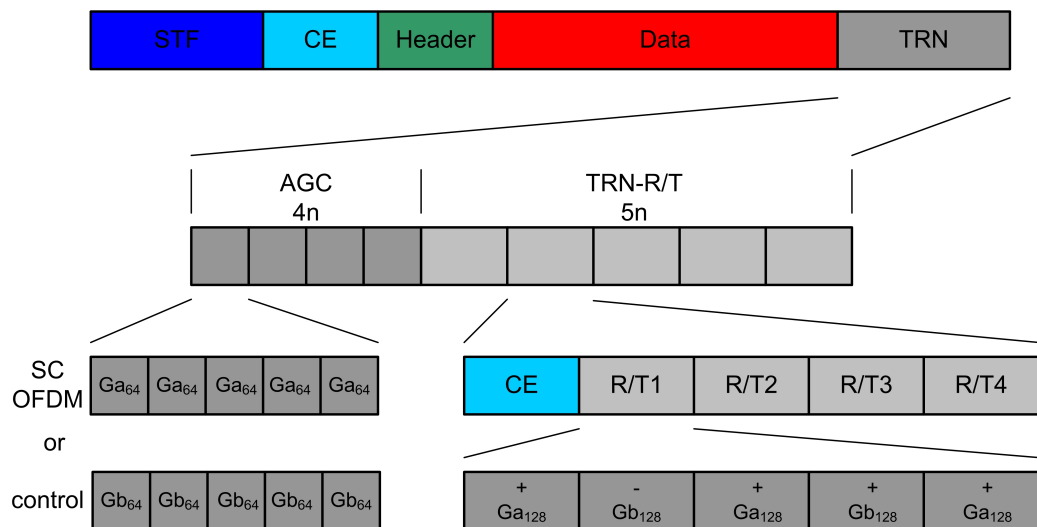 STF CE Header Data TRN
AGC
4n
TRN-R/T
5n
SC
OFDM
Ga64 Ga64 Ga64 Ga64 Ga64
CE R/T1 R/T2 R/T3 R/T4
or
control
Gb64 Gb64 Gb64 Gb64 Gb64
+ - + + +
Ga128 Gb128 Ga128 Gb128 Ga128